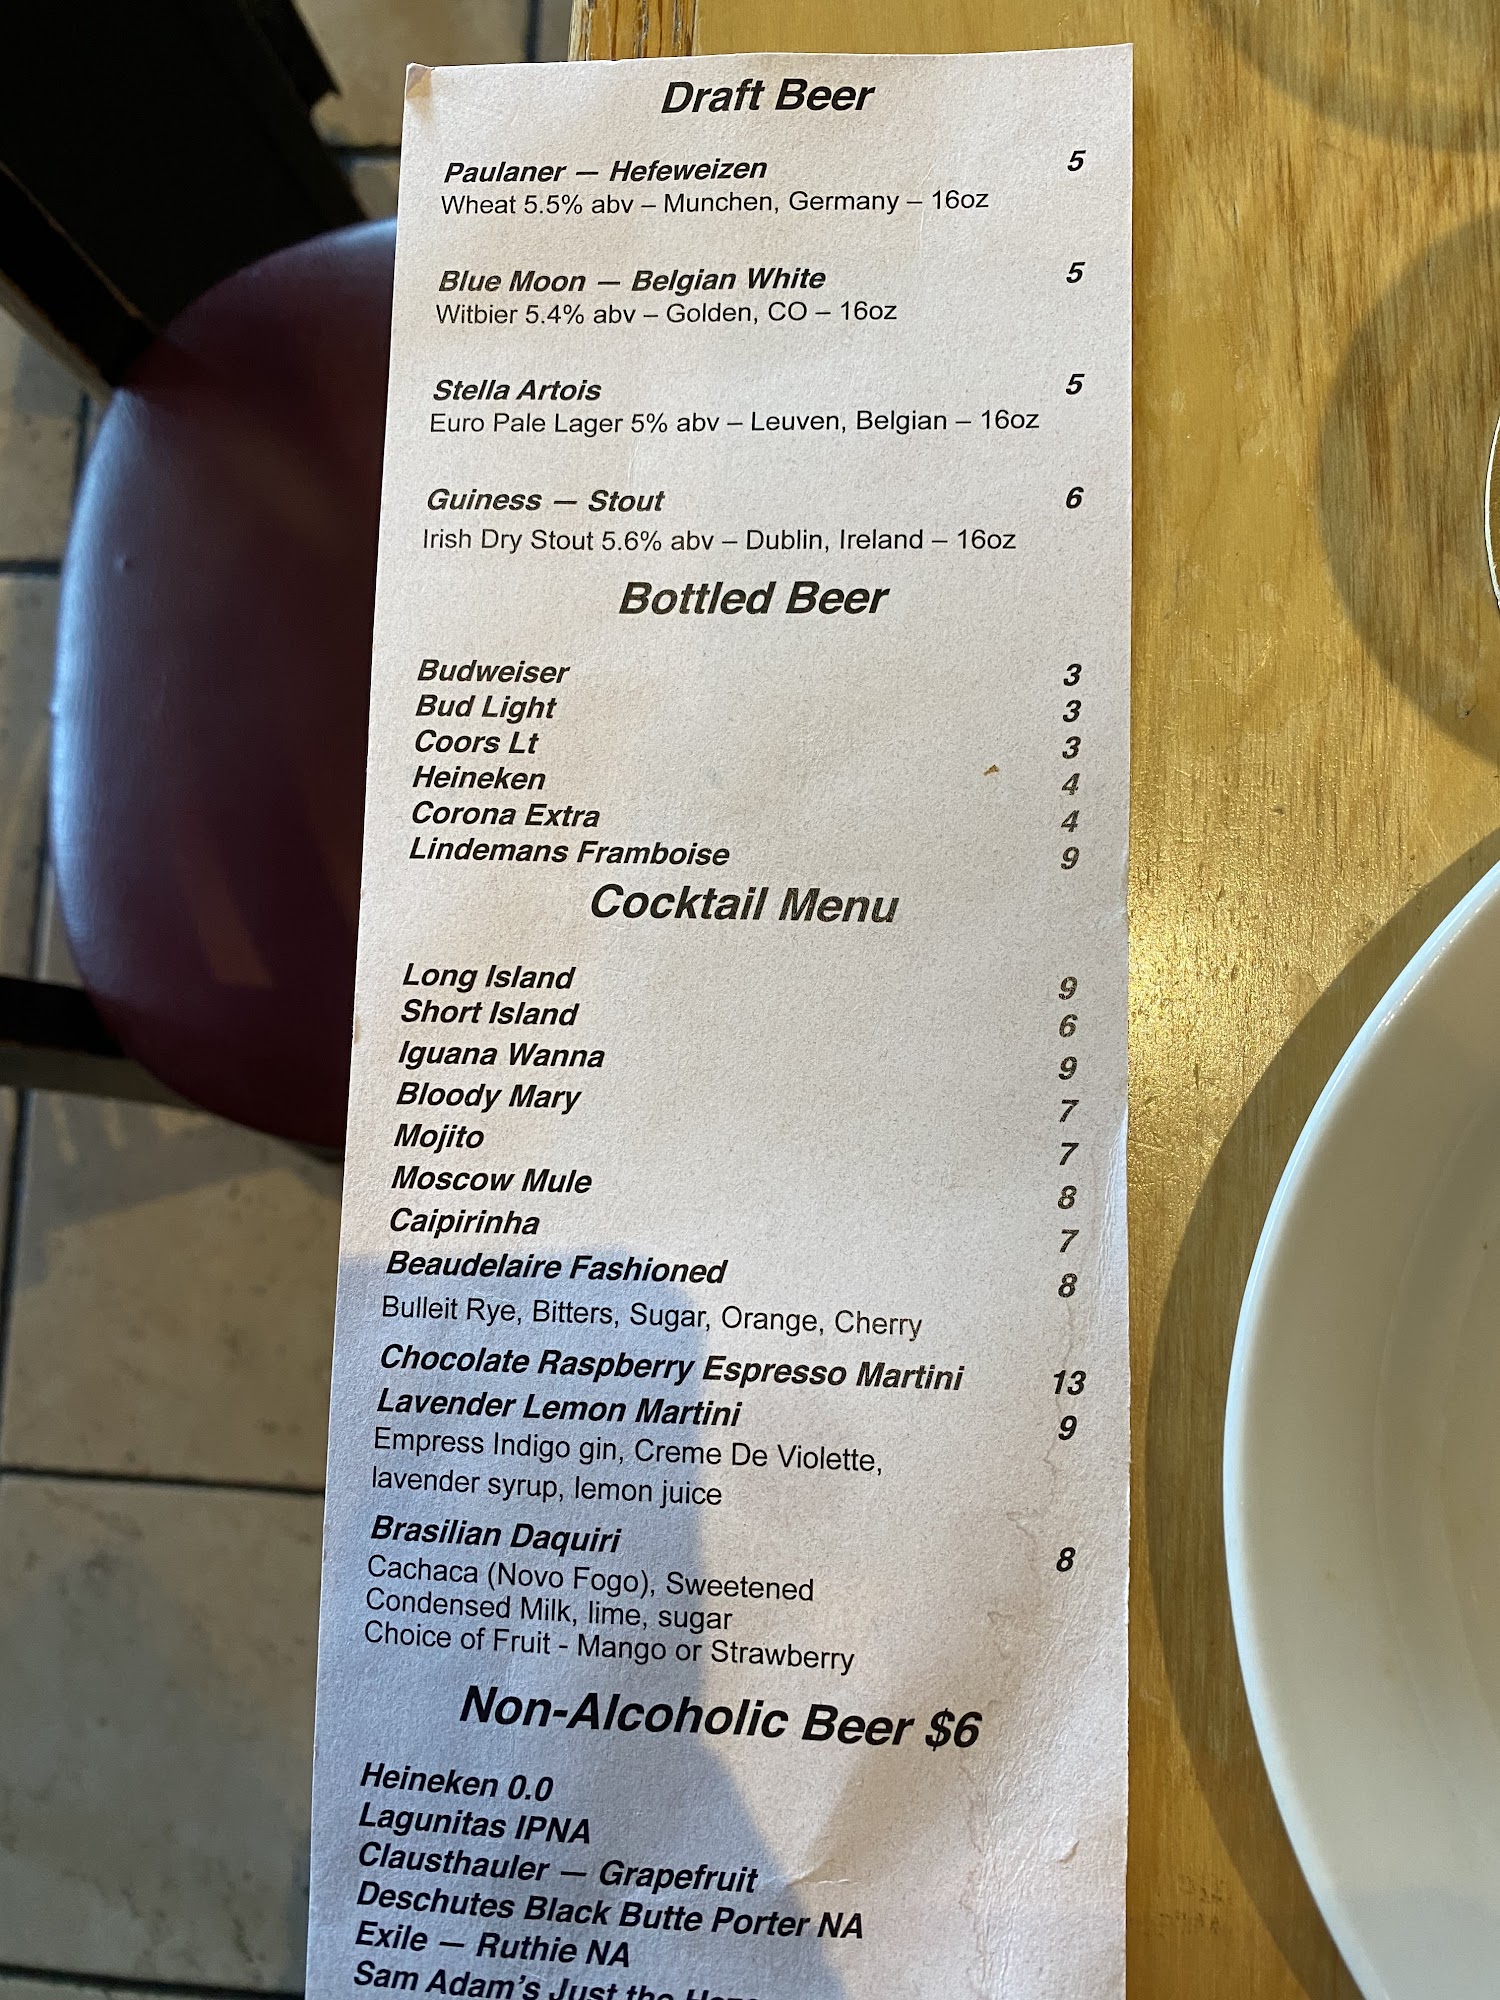 Draft Beer
Paulaner — Hefeweizen 5
Wheat 5.5% abv – Munchen, Germany – 16oz
Blue Moon — Belgian White 5
Witbier 5.4% abv – Golden, CO – 16oz
Stella Artois 5
Euro Pale Lager 5% abv – Leuven, Belgian – 16oz
Guiness — Stout 6
Irish Dry Stout 5.6% abv – Dublin, Ireland – 16oz
Bottled Beer
Budweiser 3
Bud Light 3
Coors Lt 3
Heineken 4
Corona Extra 4
Lindemans Framboise 9
Cocktail Menu
Long Island 9
Short Island 6
Iguana Wanna 9
Bloody Mary 7
Mojito 7
Moscow Mule 8
Caipirinha 7
Beaudelaire Fashioned 8
Bulleit Rye, Bitters, Sugar, Orange, Cherry
Chocolate Raspberry Espresso Martini 13
Lavender Lemon Martini 9
Empress Indigo gin, Creme De Violette,
lavender syrup, lemon juice
Brasilian Daquiri 8
Cachaca (Novo Fogo), Sweetened
Condensed Milk, lime, sugar
Choice of Fruit - Mango or Strawberry
Non-Alcoholic Beer $6
Heineken 0.0
Lagunitas IPNA
Clausthauler — Grapefruit
Deschutes Black Butte Porter NA
Exile — Ruthie NA
Sam Adam's Just the